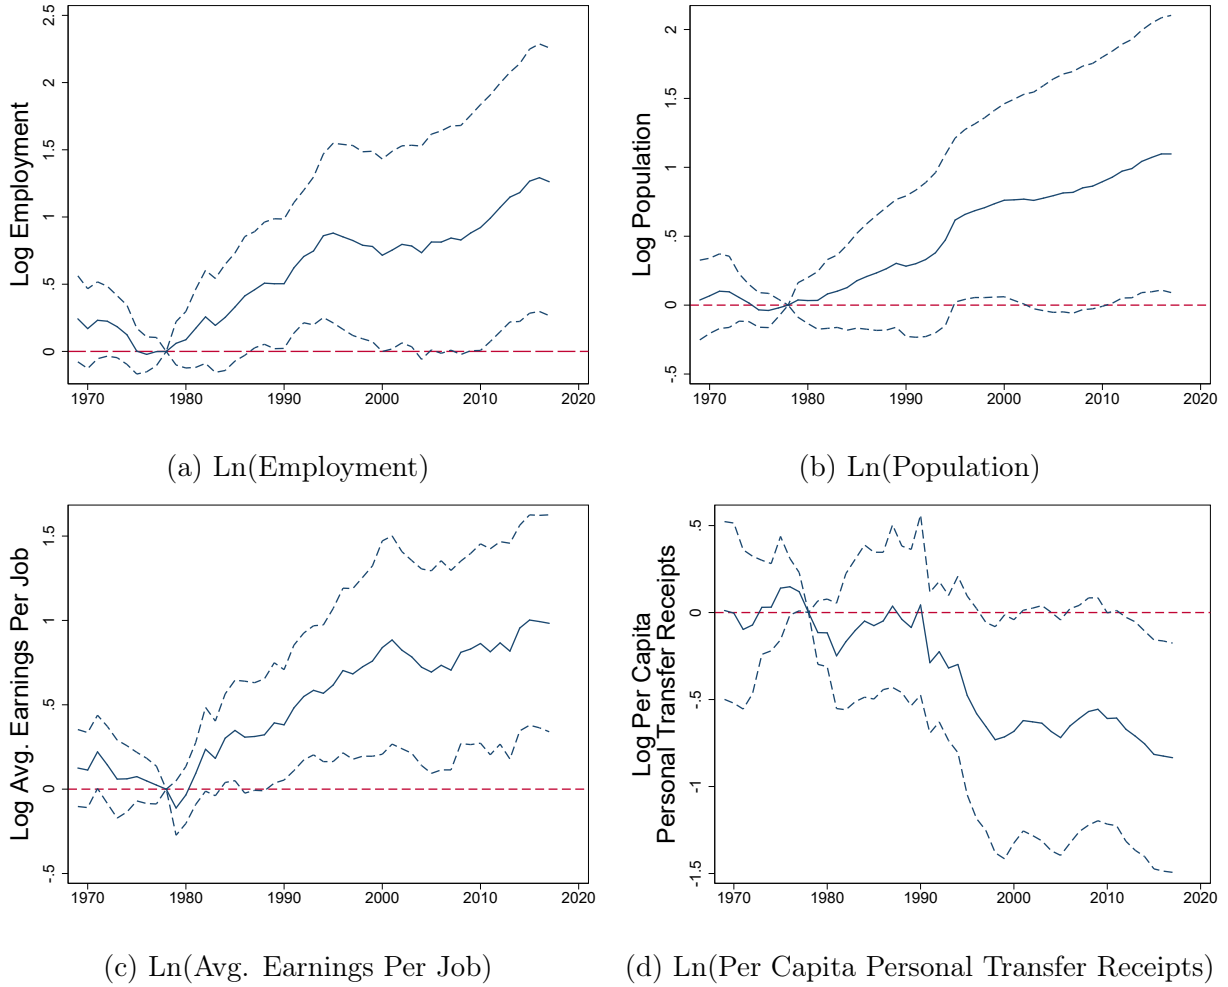 Log Employment
2.5
2
1.5
1
.5
0
1970 1980 1990 2000 2010 2020
(a) Ln(Employment)
Log Population
2
1.5
1
.5
0
-.5
1970 1980 1990 2000 2010 2020
(b) Ln(Population)
Log Avg. Earnings Per Job
1.5
1
.5
0
-.5
1970 1980 1990 2000 2010 2020
(c) Ln(Avg. Earnings Per Job)
Log Per Capita
Personal Transfer Receipts
.5
0
-.5
-1
-1.5
1970 1980 1990 2000 2010 2020
(d) Ln(Per Capita Personal Transfer Receipts)